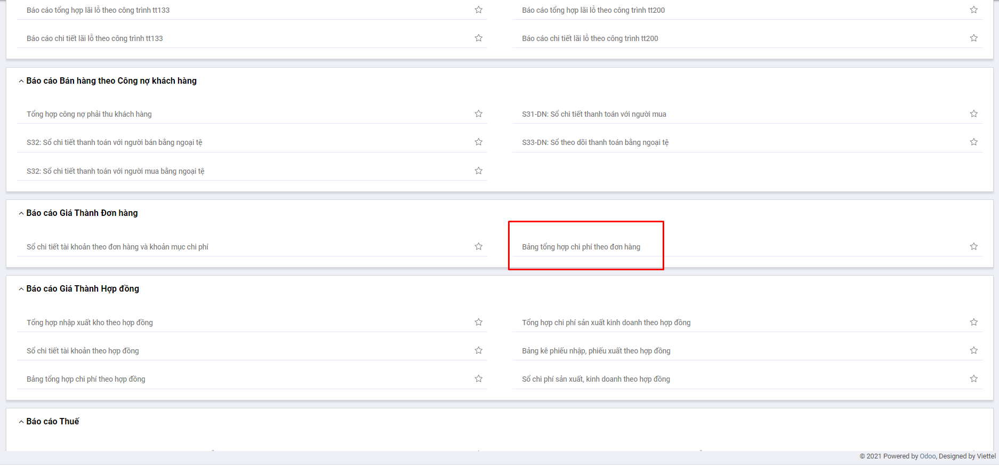 Báo cáo tổng hợp lãi lỗ theo công trình tt133
Báo cáo tổng hợp lãi lỗ theo công trình tt200
Báo cáo chi tiết lãi lỗ theo công trình tt133
Báo cáo chi tiết lãi lỗ theo công trình tt200
Báo cáo Bán hàng theo Công nợ khách hàng
Tổng hợp công nợ phải thu khách hàng
S31-DN: Sổ chi tiết thanh toán với người mua
S32: Sổ chi tiết thanh toán với người bán bằng ngoại tệ
S33-DN: Sổ theo dõi thanh toán bằng ngoại tệ
S32: Sổ chi tiết thanh toán với người mua bằng ngoại tệ
Báo cáo Giá Thành Đơn hàng
Sổ chi tiết tài khoản theo đơn hàng và khoản mục chi phí
Bảng tổng hợp chi phí theo đơn hàng
Báo cáo Giá Thành Hợp đồng
Tổng hợp nhập xuất kho theo hợp đồng
Tổng hợp chi phí sản xuất kinh doanh theo hợp đồng
Sổ chi tiết tài khoản theo hợp đồng
Bảng kê phiếu nhập, phiếu xuất theo hợp đồng
Bảng tổng hợp chi phí theo hợp đồng
Sổ chi phí sản xuất, kinh doanh theo hợp đồng
Báo cáo Thuế
© 2021 Powered by Odoo, Designed by Viettel